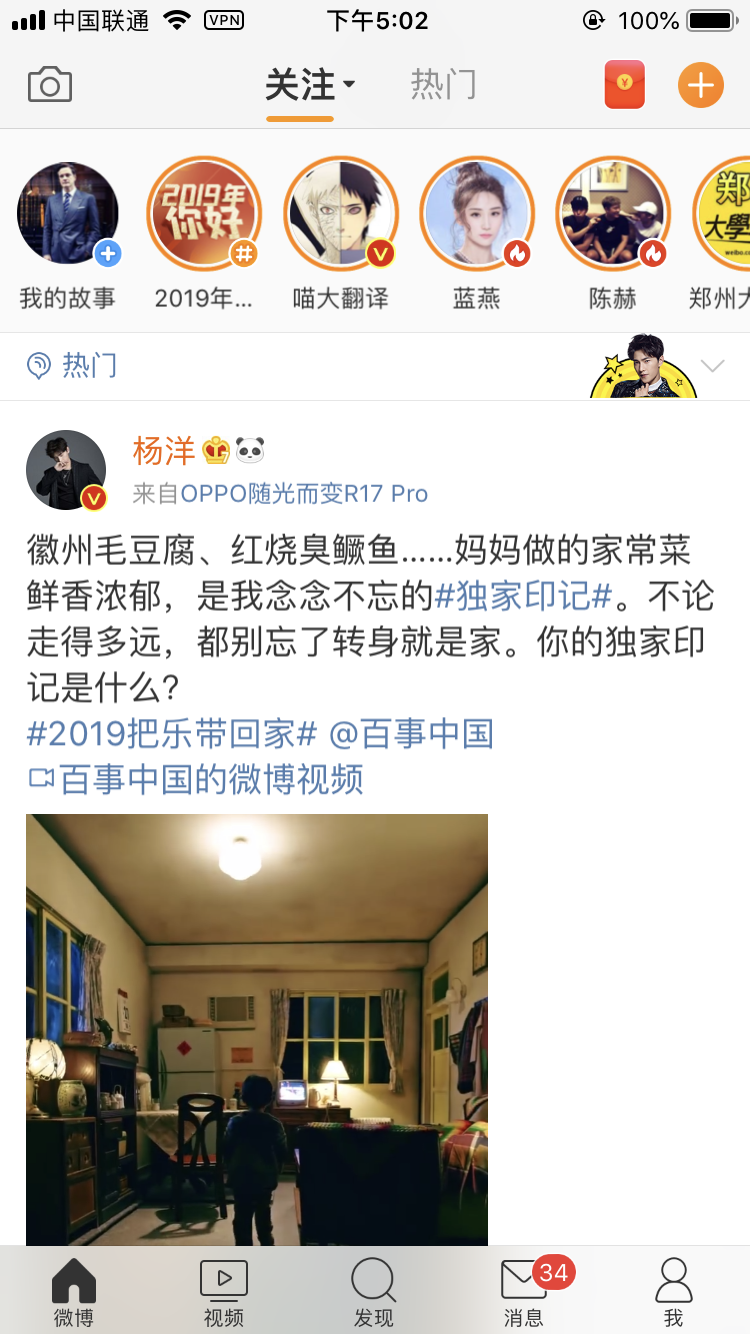 中国联通 VPN 下午5:02 100%
关注 热门
2019年你好
郑
大學
weibo.c
我的故事 2019年... 喵大翻译 蓝燕 陈赫 郑州大
热门
杨洋
来自OPPO随光而变R17 Pro
徽州毛豆腐、红烧臭鳜鱼……妈妈做的家常菜
鲜香浓郁，是我念念不忘的#独家印记#。不论
走得多远，都别忘了转身就是家。你的独家印
记是什么？
#2019把乐带回家# @百事中国
百事中国的微博视频
34
微博 视频 发现 消息 我